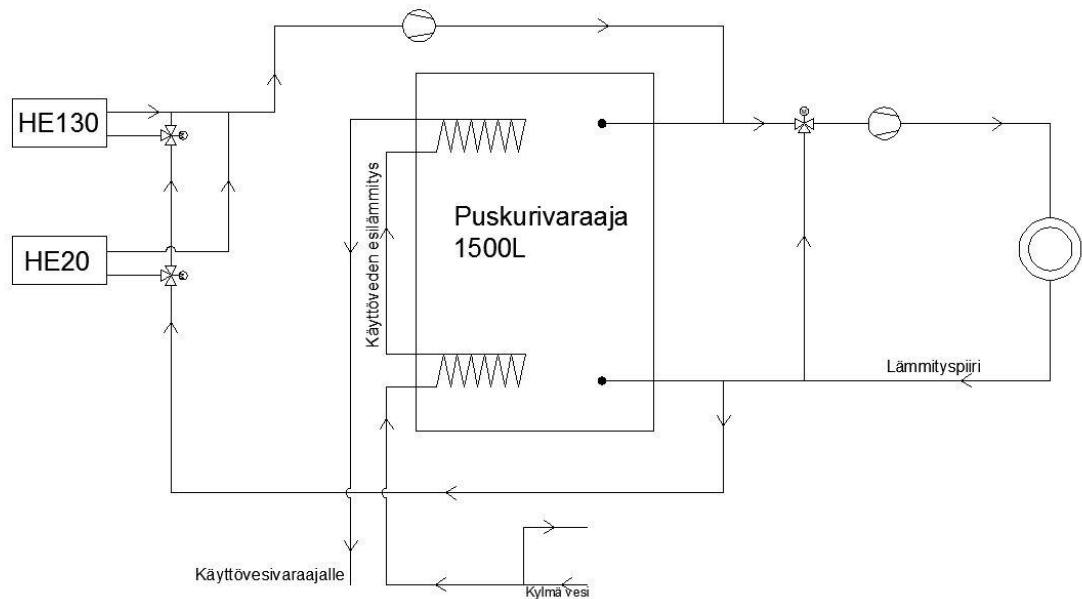 HE130
HE20
Käyttöveden esilämmitys
Puskurivaraaja
1500L
M
Lämmityspiiri
Käyttövesivaraajalle
Kylmä vesi